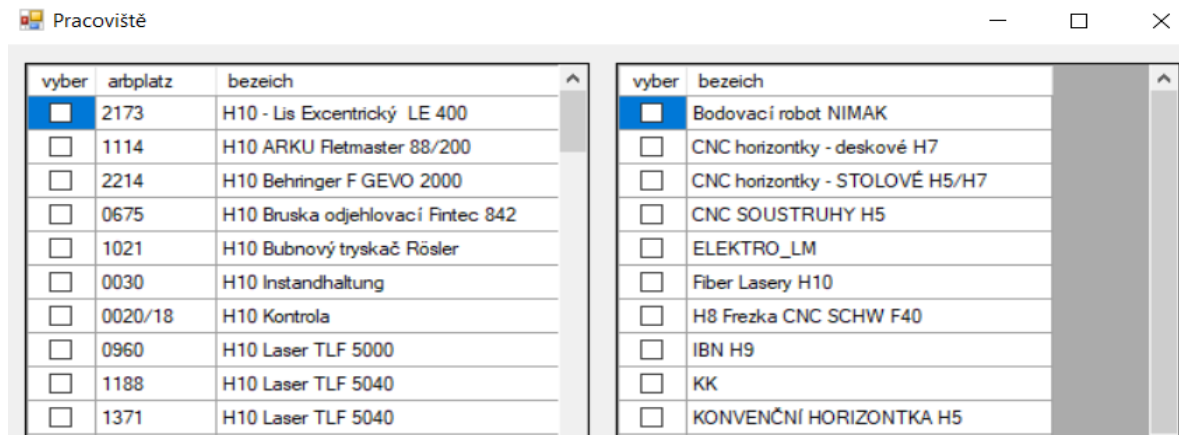 Pracoviště
vyber arbplatz bezeich
2173 H10 - Lis Excentrický LE 400
1114 H10 ARKU Fletmaster 88/200
2214 H10 Behringer F GEVO 2000
0675 H10 Bruska odjehlovací Fintec 842
1021 H10 Bubnový tryskač Rösler
0030 H10 Instandhaltung
0020/18 H10 Kontrola
0960 H10 Laser TLF 5000
1188 H10 Laser TLF 5040
1371 H10 Laser TLF 5040
vyber bezeich
Bodovací robot NIMAK
CNC horizontky - deskové H7
CNC horizontky - STOLOVÉ H5/H7
CNC SOUSTRUHY H5
ELEKTRO_LM
Fiber Lasery H10
H8 Frezka CNC SCHW F40
IBN H9
KK
KONVENČNÍ HORIZONTKA H5